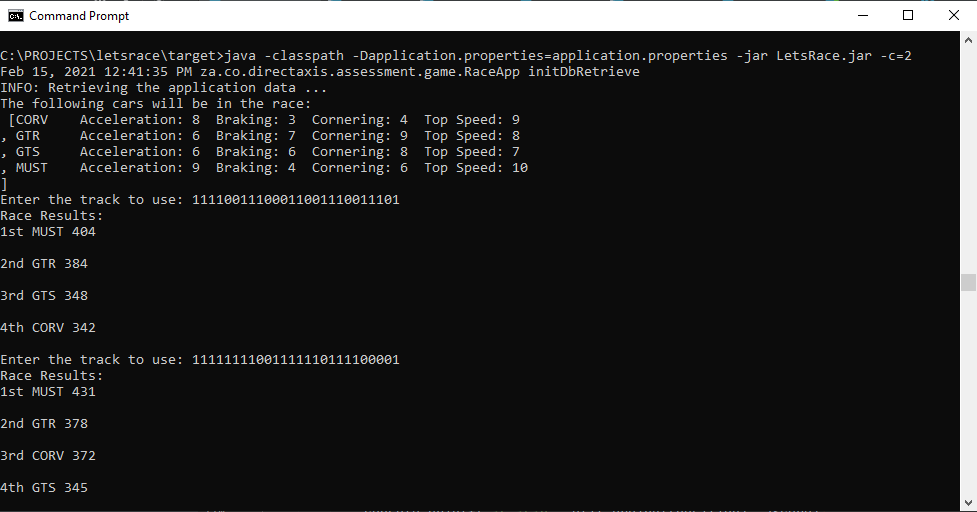 Command Prompt
C:\PROJECTS\letsrace\target>java -classpath -Dapplication.properties=application.properties -jar LetsRace.jar -c=2
Feb 15, 2021 12:41:35 PM za.co.directaxis.assessment.game.RaceApp initDbRetrieve
INFO: Retrieving the application data ...
The following cars will be in the race:
 [CORV    Acceleration: 8  Braking: 3  Cornering: 4  Top Speed: 9
, GTR     Acceleration: 6  Braking: 7  Cornering: 9  Top Speed: 8
, GTS     Acceleration: 6  Braking: 6  Cornering: 8  Top Speed: 7
, MUST    Acceleration: 9  Braking: 4  Cornering: 6  Top Speed: 10
]
Enter the track to use: 11110011100011001110011101
Race Results:
1st MUST 404
2nd GTR 384
3rd GTS 348
4th CORV 342
Enter the track to use: 11111111001111110111100001
Race Results:
1st MUST 431
2nd GTR 378
3rd CORV 372
4th GTS 345